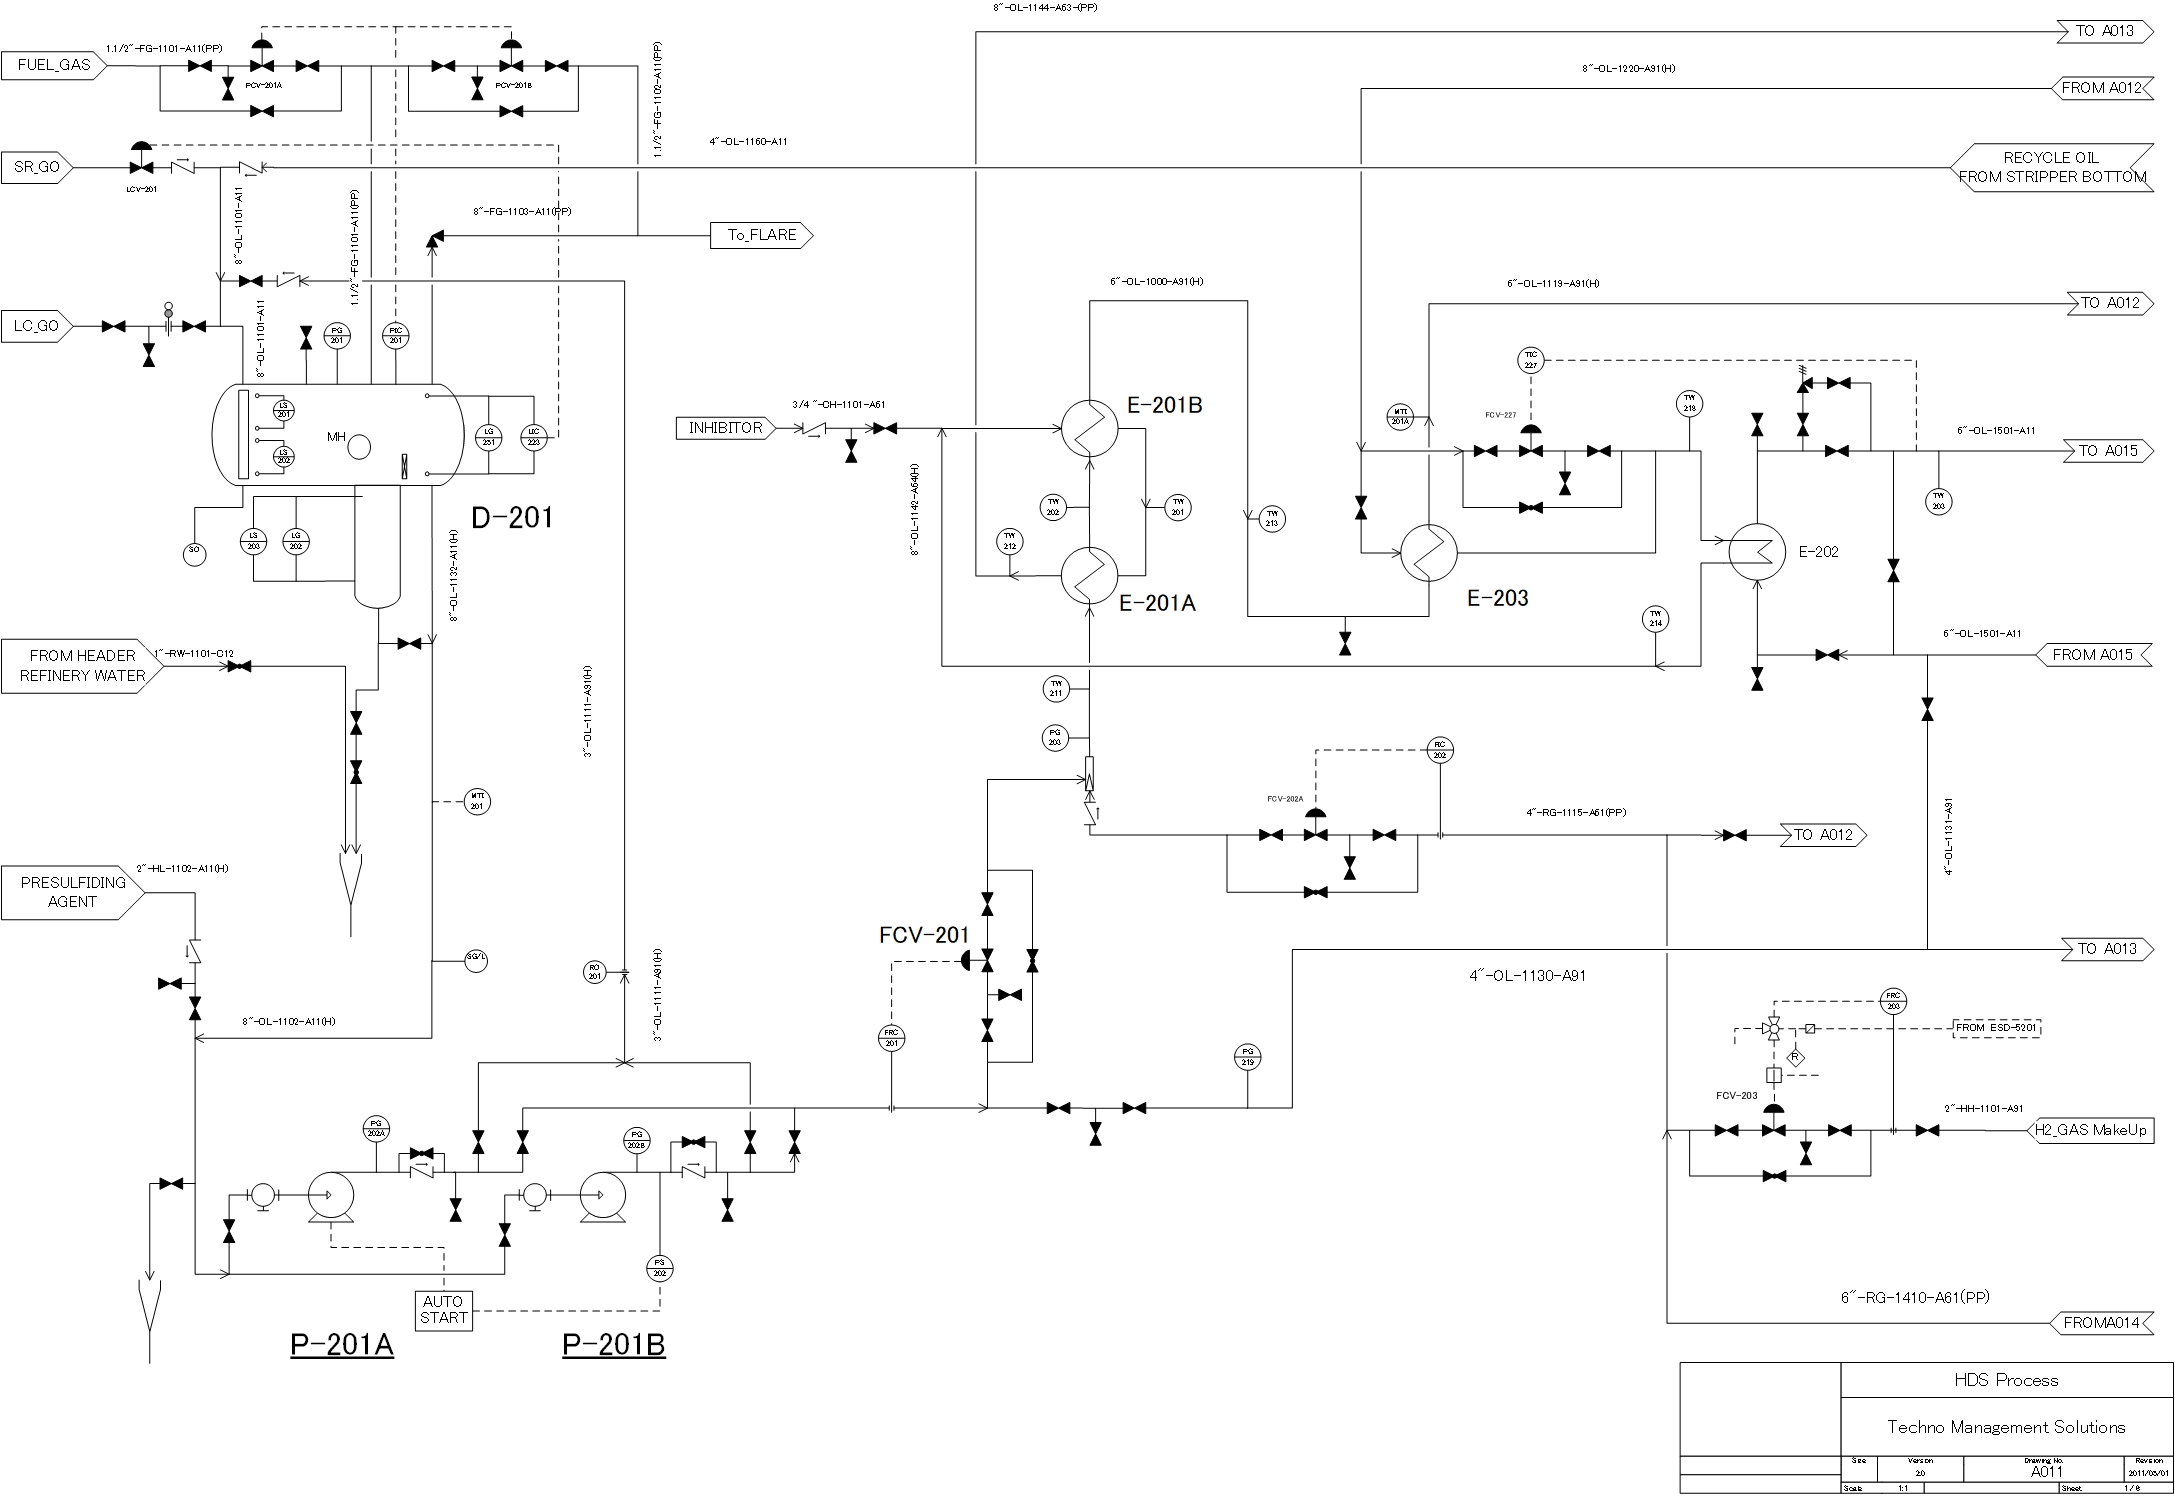 8"-OL-1144-A63-(PP)
TO A013
1.1/2"-FG-1101-A11(PP)
FUEL_GAS
PCV-201A
PCV-201B
1.1/2"-FG-1102-A11(PP)
8"-OL-1220-A91(H)
FROM A012
4"-OL-1160-A11
SR_GO
LCV-201
RECYCLE OIL
FROM STRIPPER BOTTOM
8"-OL-1101-A11
1.1/2"-FG-1101-A11(PP)
8"-FG-1103-A11(PP)
To_FLARE
6"-OL-1000-A91(H)
6"-OL-1119-A91(H)
TO A012
LC_GO
8"-OL-1101-A11
PG
201
PIC
201
TIC
227
FCV-227
LS
201
LS
202
MH
LG
251
LIC
223
3/4"-CH-1101-A61
INHIBITOR
E-201B
MTI
201A
TW
218
6"-OL-1501-A11
TO A015
8"-OL-1142-A64(H)
TW
202
TW
201
TW
213
TW
203
D-201
SO
LS
203
LG
202
8"-OL-1132-A11(H)
TW
212
E-201A
E-203
E-202
TW
214
6"-OL-1501-A11
FROM A015
FROM HEADER
REFINERY WATER
1"-RW-1101-C12
3"-OL-1111-A91(H)
TW
211
PG
203
FIC
202
FCV-202A
4"-RG-1115-A61(PP)
TO A012
MTI
201
4"-OL-1131-A91
PRESULFIDING
AGENT
2"-HL-1102-A11(H)
FCV-201
SG/L
RO
201
3"-OL-1111-A91(H)
4"-OL-1130-A91
TO A013
8"-OL-1102-A11(H)
FRC
201
PG
219
FRC
203
FROM ESD-5201
R
FCV-203
2"-HH-1101-A91
H2_GAS MakeUp
PG
202A
PG
202B
PS
202
AUTO
START
P-201A
P-201B
6"-RG-1410-A61(PP)
FROMA014
HDS Process
Techno Management Solutions
Size
Version
2.0
Drawing No.
A011
Revision
2011/03/01
Scale
1:1
Sheet
1/8